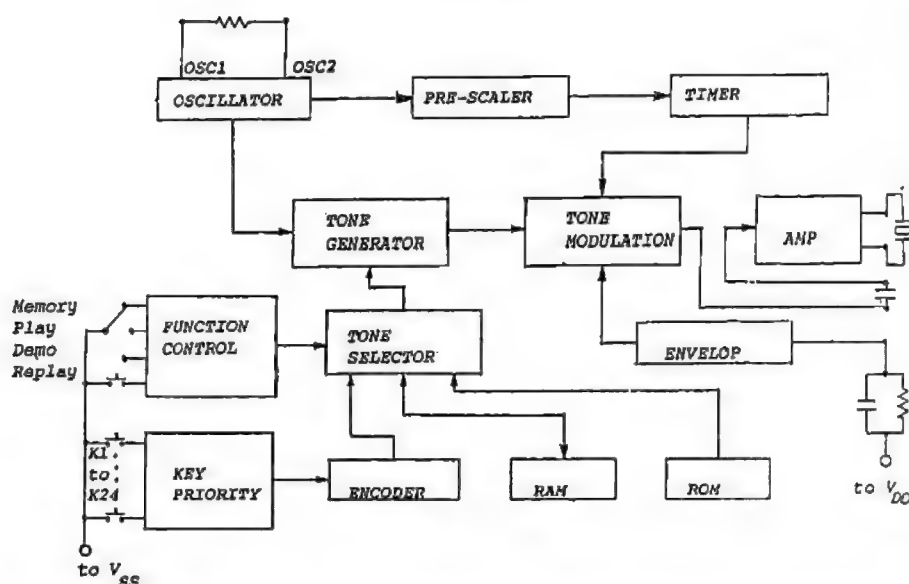 OSC1
OSC2
OSCILLATOR
PRE-SCALER
TIMER
TONE
GENERATOR
TONE
MODULATION
AMP
Memory
Play
Demo
Replay
FUNCTION
CONTROL
TONE
SELECTOR
ENVELOP
K1
to
K24
KEY
PRIORITY
ENCODER
RAM
ROM
to VDD
to VSS